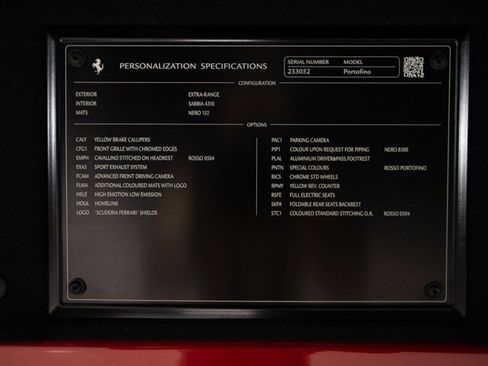 PERSONALIZATION SPECIFICATIONS
SERIAL NUMBER MODEL
253052 Portofino
CONFIGURATION
EXTERIOR EXTRA-RANGE
INTERIOR SABBIA 4310
MATS NERO 152
OPTIONS
CALY YELLOW BRAKE CALLIPERS
CFG1 FRONT GRILLE WITH CHROMED EDGES
EMPH CAVALLINO STITCHED ON HEADREST ROSSO 0504
EXA3 SPORT EXHAUST SYSTEM
FCAM ADVANCED FRONT DRIVING CAMERA
FLMA ADDITIONAL COLOURED MATS WITH LOGO
HELE HIGH EMOTION LOW EMISSION
HOLK HOMELINK
LOGO 'SCUDERIA FERRARI' SHIELDS
PAC1 PARKING CAMERA
PIP1 COLOUR UPON REQUEST FOR PIPING NERO 8500
PLAL ALUMINIUM DRIVER&PASS.FOOTREST
PNTN SPECIAL COLOURS ROSSO PORTOFINO
RICS CHROME STD WHEELS
RPMY YELLOW REV. COUNTER
RSFE FULL ELECTRIC SEATS
SKPA FOLDABLE REAR SEATS BACKREST
STC1 COLOURED STANDARD STITCHING O.R. ROSSO 0504